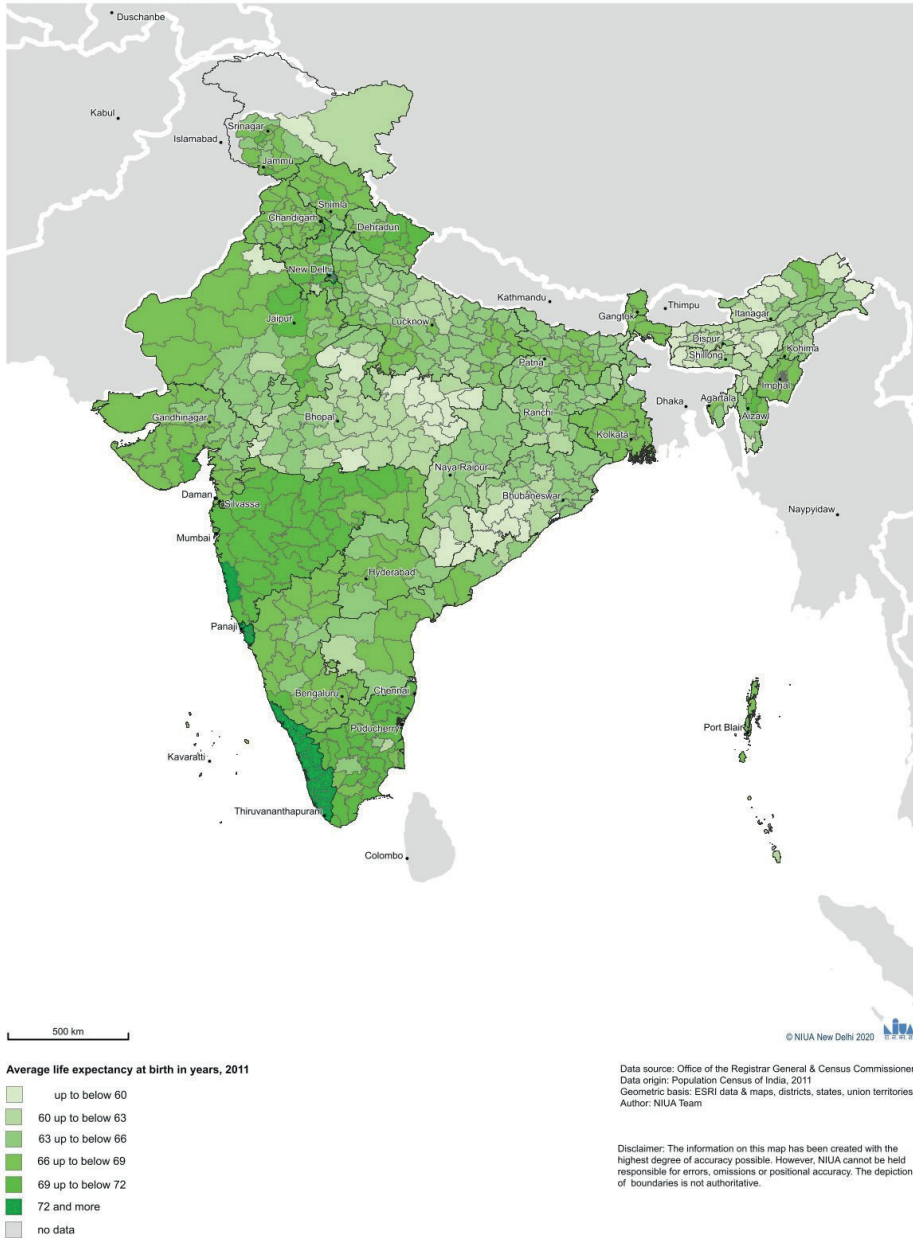 Duschanbe
Kabul
Srinagar
Islamabad
Jammu
Shimla
Chandigarh
Dehradun
New Delhi
Kathmandu
Thimpu
Gangtok
Itanagar
Jaipur
Lucknow
Dispur
Kohima
Shillong
Patna
Imphal
Gandhinagar
Bhopal
Ranchi
Dhaka
Agartala
Aizawl
Kolkata
Naya Raipur
Daman
Silvassa
Bhubaneswar
Naypyidaw
Mumbai
Hyderabad
Panaji
Bengaluru
Chennai
Puducherry
Port Blair
Kavaratti
Thiruvananthapuran
Colombo
500 km
© NIUA New Delhi 2020
NIUA
Average life expectancy at birth in years, 2011
up to below 60
60 up to below 63
63 up to below 66
66 up to below 69
69 up to below 72
72 and more
no data
Data source: Office of the Registrar General & Census Commissioner
Data origin: Population Census of India, 2011
Geometric basis: ESRI data & maps, districts, states, union territories
Author: NIUA Team
Disclaimer: The information on this map has been created with the
highest degree of accuracy possible. However, NIUA cannot be held
responsible for errors, omissions or positional accuracy. The depiction
of boundaries is not authoritative.